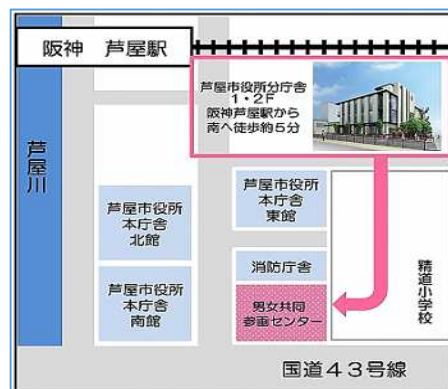 阪神　芦屋駅
芦屋市役所分庁舎
1・2F
阪神芦屋駅から
南へ徒歩約5分
芦屋川
芦屋市役所
本庁舎
北館
芦屋市役所
本庁舎
東館
消防庁舎
精道小学校
芦屋市役所
本庁舎
南館
男女共同
参画センター
国道43号線